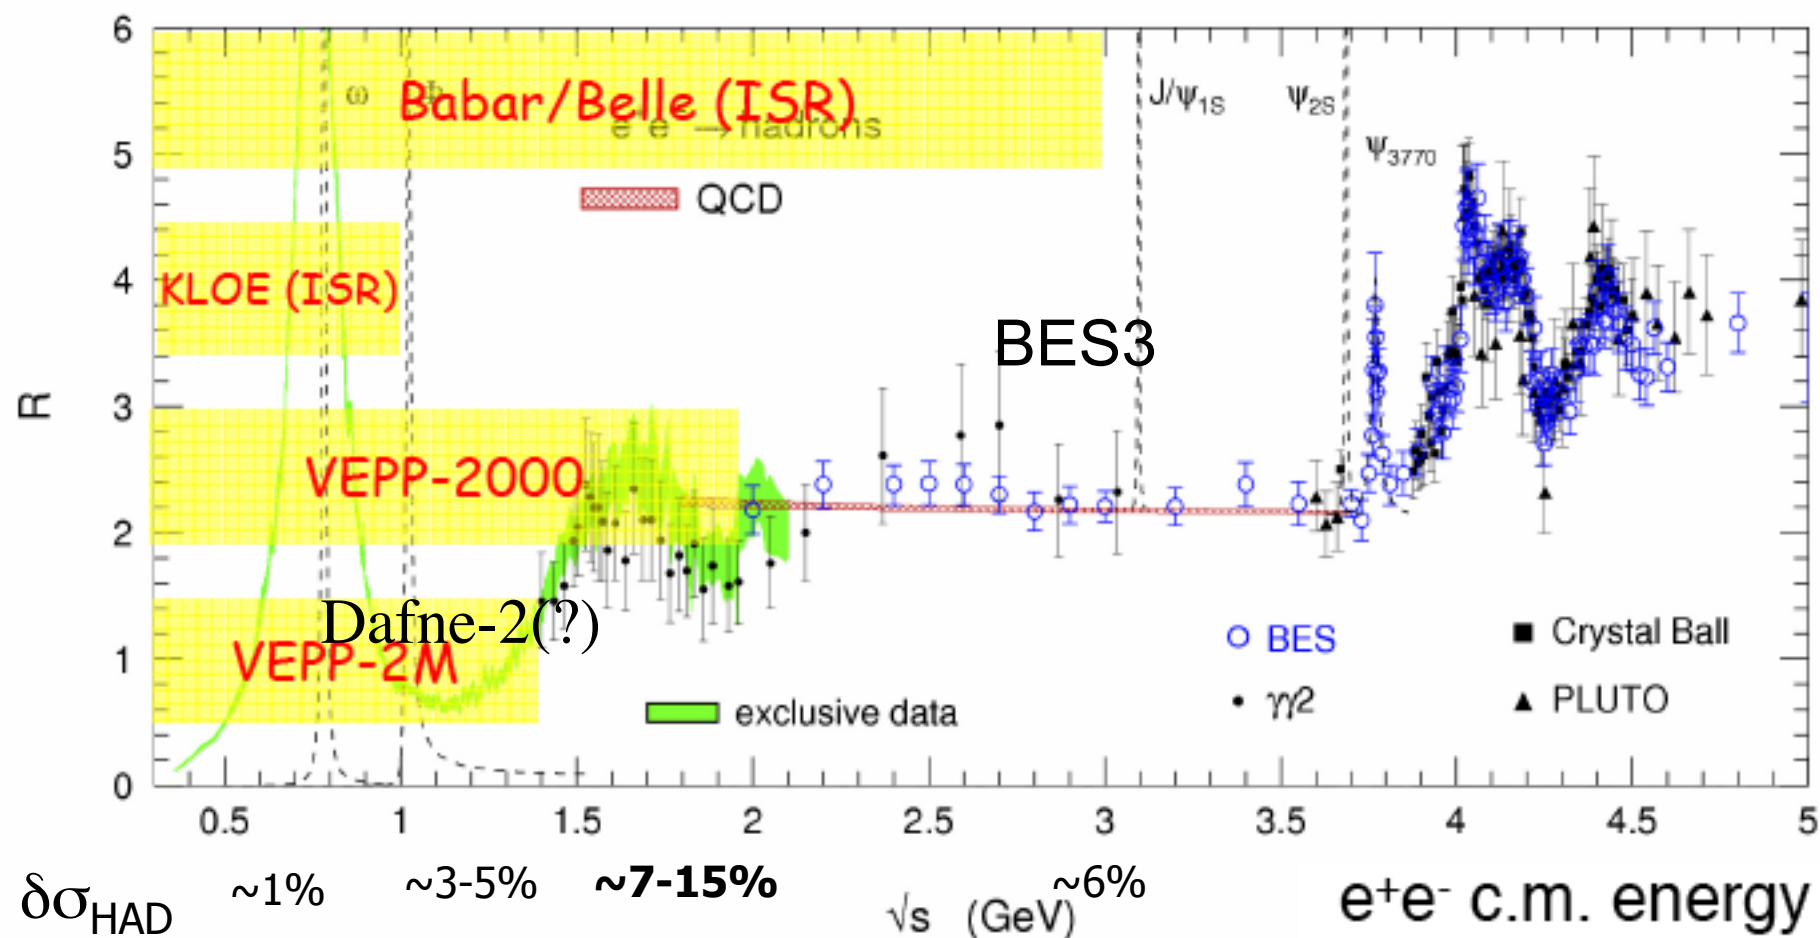 6
ω Φ
Babar/Belle (ISR)
e⁺e⁻ → hadrons
J/ψ1S
ψ2S
ψ3770
5
QCD
4
KLOE (ISR)
BES3
R
3
VEPP-2000
2
Dafne-2(?)
VEPP-2M
BES
Crystal Ball
1
exclusive data
γγ2
PLUTO
0
0.5 1 1.5 2 2.5 3 3.5 4 4.5 5
δσHAD ~1% ~3-5% ~7-15% ~6%
√s (GeV)
e⁺e⁻ c.m. energy